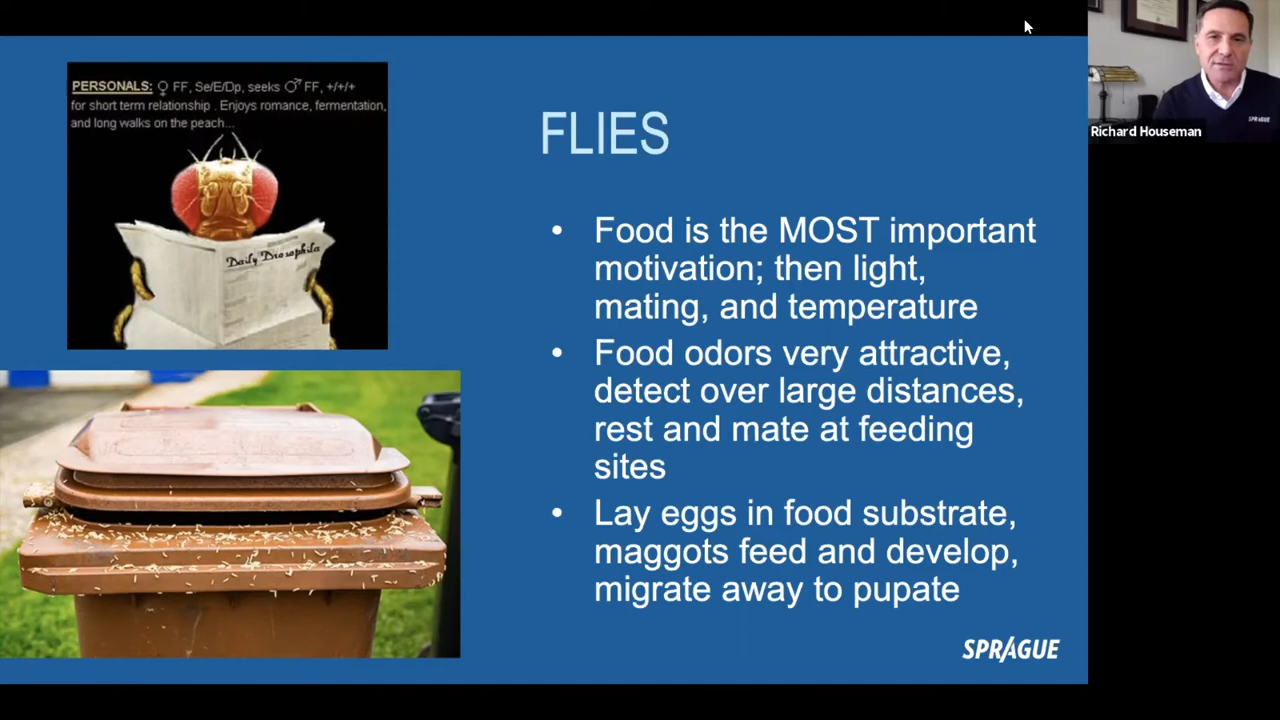 PERSONALS: ♀ FF, Se/E/Dp, seeks ♂ FF, +/+/+
for short term relationship . Enjoys romance, fermentation,
and long walks on the peach...
Daily Drosophila
FLIES
• Food is the MOST important
motivation; then light,
mating, and temperature
• Food odors very attractive,
detect over large distances,
rest and mate at feeding
sites
• Lay eggs in food substrate,
maggots feed and develop,
migrate away to pupate
SPRAGUE
SPRAGUE
Richard Houseman